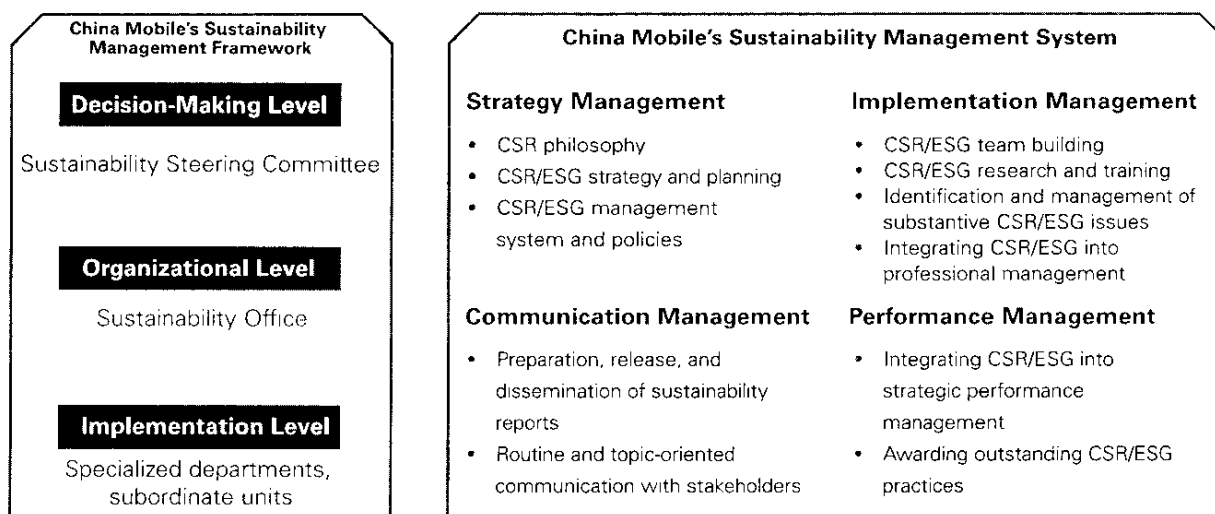 China Mobile's Sustainability
Management Framework
Decision-Making Level
Sustainability Steering Committee
Organizational Level
Sustainability Office
Implementation Level
Specialized departments,
subordinate units
China Mobile's Sustainability Management System
Strategy Management
• CSR philosophy
• CSR/ESG strategy and planning
• CSR/ESG management
system and policies
Implementation Management
• CSR/ESG team building
• CSR/ESG research and training
• Identification and management of
substantive CSR/ESG issues
• Integrating CSR/ESG into
professional management
Communication Management
• Preparation, release, and
dissemination of sustainability
reports
• Routine and topic-oriented
communication with stakeholders
Performance Management
• Integrating CSR/ESG into
strategic performance
management
• Awarding outstanding CSR/ESG
practices